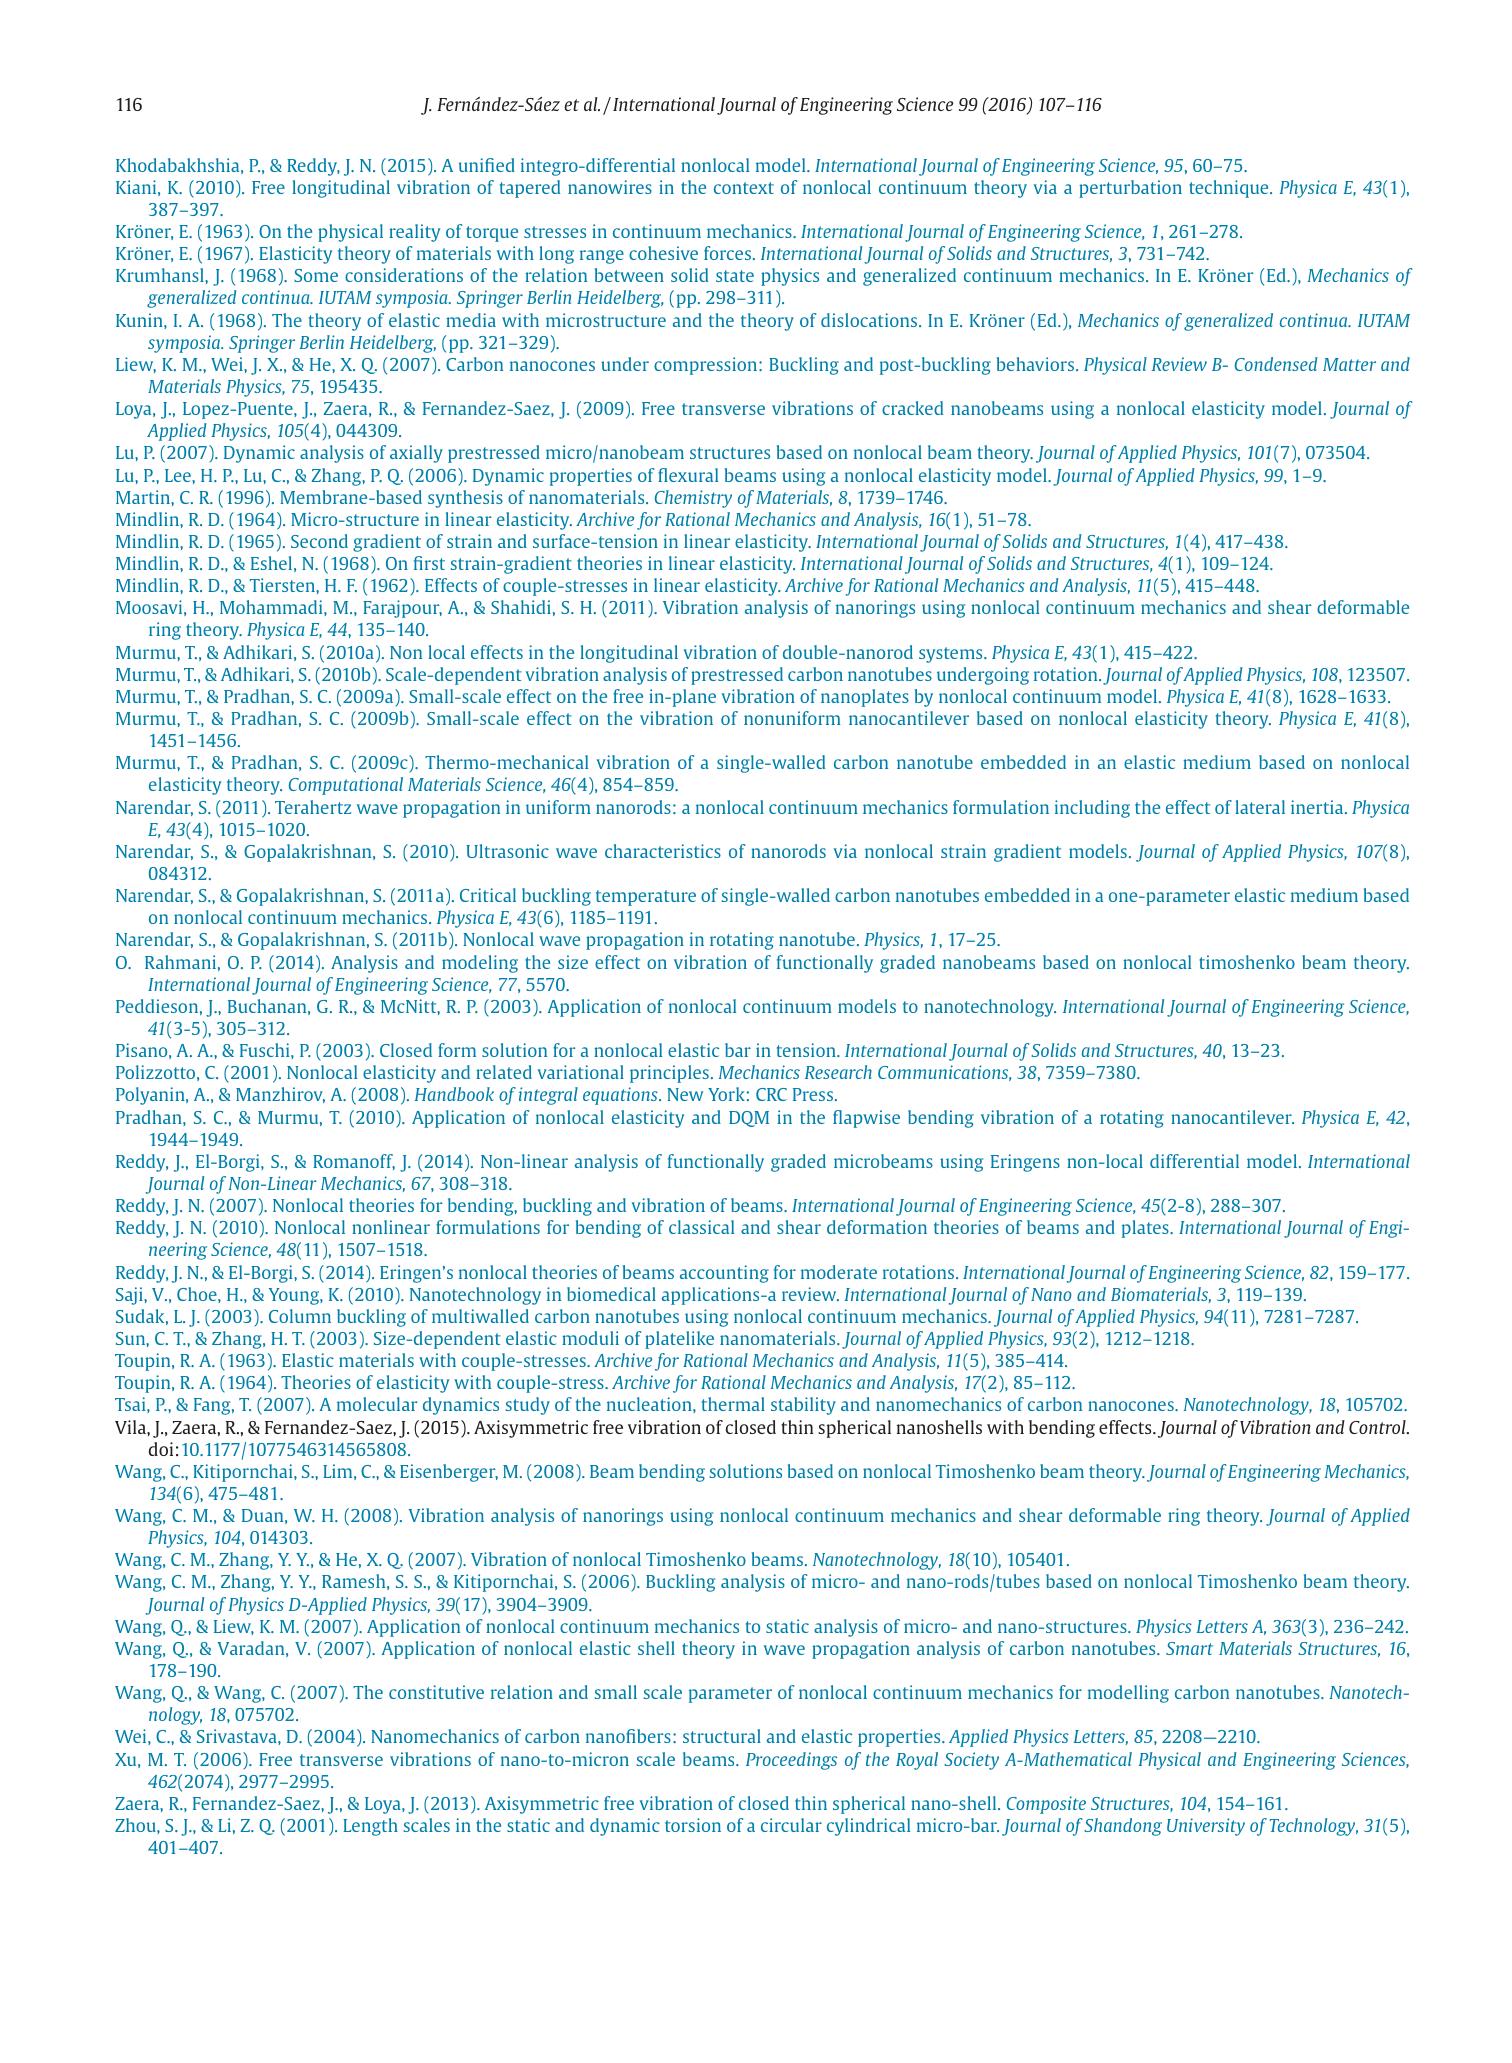 116
J. Fernández-Sáez et al. / International Journal of Engineering Science 99 (2016) 107–116
Khodabakhshia, P., & Reddy, J. N. (2015). A unified integro-differential nonlocal model. International Journal of Engineering Science, 95, 60–75.
Kiani, K. (2010). Free longitudinal vibration of tapered nanowires in the context of nonlocal continuum theory via a perturbation technique. Physica E, 43(1),
387–397.
Kröner, E. (1963). On the physical reality of torque stresses in continuum mechanics. International Journal of Engineering Science, 1, 261–278.
Kröner, E. (1967). Elasticity theory of materials with long range cohesive forces. International Journal of Solids and Structures, 3, 731–742.
Krumhansl, J. (1968). Some considerations of the relation between solid state physics and generalized continuum mechanics. In E. Kröner (Ed.), Mechanics of
generalized continua. IUTAM symposia. Springer Berlin Heidelberg, (pp. 298–311).
Kunin, I. A. (1968). The theory of elastic media with microstructure and the theory of dislocations. In E. Kröner (Ed.), Mechanics of generalized continua. IUTAM
symposia. Springer Berlin Heidelberg, (pp. 321–329).
Liew, K. M., Wei, J. X., & He, X. Q. (2007). Carbon nanocones under compression: Buckling and post-buckling behaviors. Physical Review B- Condensed Matter and
Materials Physics, 75, 195435.
Loya, J., Lopez-Puente, J., Zaera, R., & Fernandez-Saez, J. (2009). Free transverse vibrations of cracked nanobeams using a nonlocal elasticity model. Journal of
Applied Physics, 105(4), 044309.
Lu, P. (2007). Dynamic analysis of axially prestressed micro/nanobeam structures based on nonlocal beam theory. Journal of Applied Physics, 101(7), 073504.
Lu, P., Lee, H. P., Lu, C., & Zhang, P. Q. (2006). Dynamic properties of flexural beams using a nonlocal elasticity model. Journal of Applied Physics, 99, 1–9.
Martin, C. R. (1996). Membrane-based synthesis of nanomaterials. Chemistry of Materials, 8, 1739–1746.
Mindlin, R. D. (1964). Micro-structure in linear elasticity. Archive for Rational Mechanics and Analysis, 16(1), 51–78.
Mindlin, R. D. (1965). Second gradient of strain and surface-tension in linear elasticity. International Journal of Solids and Structures, 1(4), 417–438.
Mindlin, R. D., & Eshel, N. (1968). On first strain-gradient theories in linear elasticity. International Journal of Solids and Structures, 4(1), 109–124.
Mindlin, R. D., & Tiersten, H. F. (1962). Effects of couple-stresses in linear elasticity. Archive for Rational Mechanics and Analysis, 11(5), 415–448.
Moosavi, H., Mohammadi, M., Farajpour, A., & Shahidi, S. H. (2011). Vibration analysis of nanorings using nonlocal continuum mechanics and shear deformable
ring theory. Physica E, 44, 135–140.
Murmu, T., & Adhikari, S. (2010a). Non local effects in the longitudinal vibration of double-nanorod systems. Physica E, 43(1), 415–422.
Murmu, T., & Adhikari, S. (2010b). Scale-dependent vibration analysis of prestressed carbon nanotubes undergoing rotation. Journal of Applied Physics, 108, 123507.
Murmu, T., & Pradhan, S. C. (2009a). Small-scale effect on the free in-plane vibration of nanoplates by nonlocal continuum model. Physica E, 41(8), 1628–1633.
Murmu, T., & Pradhan, S. C. (2009b). Small-scale effect on the vibration of nonuniform nanocantilever based on nonlocal elasticity theory. Physica E, 41(8),
1451–1456.
Murmu, T., & Pradhan, S. C. (2009c). Thermo-mechanical vibration of a single-walled carbon nanotube embedded in an elastic medium based on nonlocal
elasticity theory. Computational Materials Science, 46(4), 854–859.
Narendar, S. (2011). Terahertz wave propagation in uniform nanorods: a nonlocal continuum mechanics formulation including the effect of lateral inertia. Physica
E, 43(4), 1015–1020.
Narendar, S., & Gopalakrishnan, S. (2010). Ultrasonic wave characteristics of nanorods via nonlocal strain gradient models. Journal of Applied Physics, 107(8),
084312.
Narendar, S., & Gopalakrishnan, S. (2011a). Critical buckling temperature of single-walled carbon nanotubes embedded in a one-parameter elastic medium based
on nonlocal continuum mechanics. Physica E, 43(6), 1185–1191.
Narendar, S., & Gopalakrishnan, S. (2011b). Nonlocal wave propagation in rotating nanotube. Physics, 1, 17–25.
O. Rahmani, O. P. (2014). Analysis and modeling the size effect on vibration of functionally graded nanobeams based on nonlocal timoshenko beam theory.
International Journal of Engineering Science, 77, 5570.
Peddieson, J., Buchanan, G. R., & McNitt, R. P. (2003). Application of nonlocal continuum models to nanotechnology. International Journal of Engineering Science,
41(3-5), 305–312.
Pisano, A. A., & Fuschi, P. (2003). Closed form solution for a nonlocal elastic bar in tension. International Journal of Solids and Structures, 40, 13–23.
Polizzotto, C. (2001). Nonlocal elasticity and related variational principles. Mechanics Research Communications, 38, 7359–7380.
Polyanin, A., & Manzhirov, A. (2008). Handbook of integral equations. New York: CRC Press.
Pradhan, S. C., & Murmu, T. (2010). Application of nonlocal elasticity and DQM in the flapwise bending vibration of a rotating nanocantilever. Physica E, 42,
1944–1949.
Reddy, J., El-Borgi, S., & Romanoff, J. (2014). Non-linear analysis of functionally graded microbeams using Eringens non-local differential model. International
Journal of Non-Linear Mechanics, 67, 308–318.
Reddy, J. N. (2007). Nonlocal theories for bending, buckling and vibration of beams. International Journal of Engineering Science, 45(2-8), 288–307.
Reddy, J. N. (2010). Nonlocal nonlinear formulations for bending of classical and shear deformation theories of beams and plates. International Journal of Engi-
neering Science, 48(11), 1507–1518.
Reddy, J. N., & El-Borgi, S. (2014). Eringen's nonlocal theories of beams accounting for moderate rotations. International Journal of Engineering Science, 82, 159–177.
Saji, V., Choe, H., & Young, K. (2010). Nanotechnology in biomedical applications-a review. International Journal of Nano and Biomaterials, 3, 119–139.
Sudak, L. J. (2003). Column buckling of multiwalled carbon nanotubes using nonlocal continuum mechanics. Journal of Applied Physics, 94(11), 7281–7287.
Sun, C. T., & Zhang, H. T. (2003). Size-dependent elastic moduli of platelike nanomaterials. Journal of Applied Physics, 93(2), 1212–1218.
Toupin, R. A. (1963). Elastic materials with couple-stresses. Archive for Rational Mechanics and Analysis, 11(5), 385–414.
Toupin, R. A. (1964). Theories of elasticity with couple-stress. Archive for Rational Mechanics and Analysis, 17(2), 85–112.
Tsai, P., & Fang, T. (2007). A molecular dynamics study of the nucleation, thermal stability and nanomechanics of carbon nanocones. Nanotechnology, 18, 105702.
Vila, J., Zaera, R., & Fernandez-Saez, J. (2015). Axisymmetric free vibration of closed thin spherical nanoshells with bending effects. Journal of Vibration and Control.
doi:10.1177/1077546314565808.
Wang, C., Kitipornchai, S., Lim, C., & Eisenberger, M. (2008). Beam bending solutions based on nonlocal Timoshenko beam theory. Journal of Engineering Mechanics,
134(6), 475–481.
Wang, C. M., & Duan, W. H. (2008). Vibration analysis of nanorings using nonlocal continuum mechanics and shear deformable ring theory. Journal of Applied
Physics, 104, 014303.
Wang, C. M., Zhang, Y. Y., & He, X. Q. (2007). Vibration of nonlocal Timoshenko beams. Nanotechnology, 18(10), 105401.
Wang, C. M., Zhang, Y. Y., Ramesh, S. S., & Kitipornchai, S. (2006). Buckling analysis of micro- and nano-rods/tubes based on nonlocal Timoshenko beam theory.
Journal of Physics D-Applied Physics, 39(17), 3904–3909.
Wang, Q., & Liew, K. M. (2007). Application of nonlocal continuum mechanics to static analysis of micro- and nano-structures. Physics Letters A, 363(3), 236–242.
Wang, Q., & Varadan, V. (2007). Application of nonlocal elastic shell theory in wave propagation analysis of carbon nanotubes. Smart Materials Structures, 16,
178–190.
Wang, Q., & Wang, C. (2007). The constitutive relation and small scale parameter of nonlocal continuum mechanics for modelling carbon nanotubes. Nanotech-
nology, 18, 075702.
Wei, C., & Srivastava, D. (2004). Nanomechanics of carbon nanofibers: structural and elastic properties. Applied Physics Letters, 85, 2208—2210.
Xu, M. T. (2006). Free transverse vibrations of nano-to-micron scale beams. Proceedings of the Royal Society A-Mathematical Physical and Engineering Sciences,
462(2074), 2977–2995.
Zaera, R., Fernandez-Saez, J., & Loya, J. (2013). Axisymmetric free vibration of closed thin spherical nano-shell. Composite Structures, 104, 154–161.
Zhou, S. J., & Li, Z. Q. (2001). Length scales in the static and dynamic torsion of a circular cylindrical micro-bar. Journal of Shandong University of Technology, 31(5),
401–407.